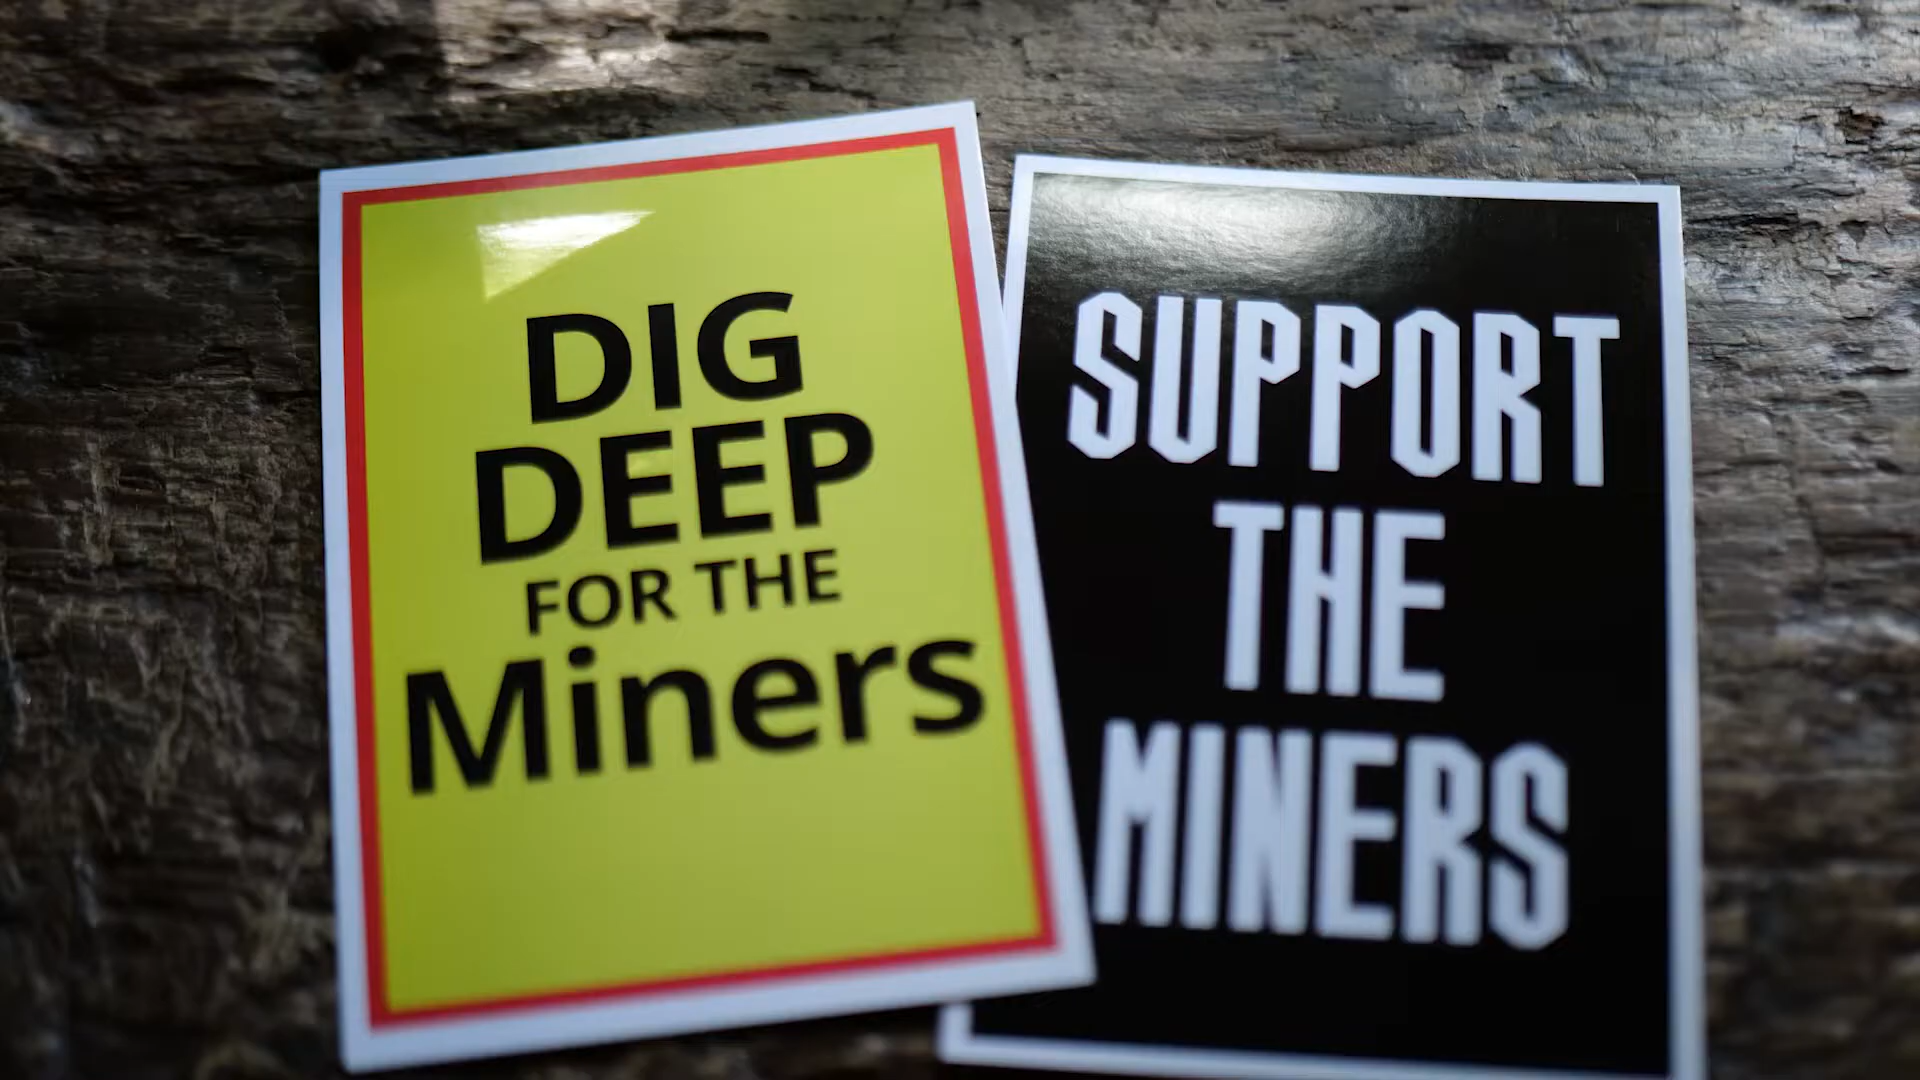 DIG
DEEP
FOR THE
Miners
SUPPORT
THE
MINERS